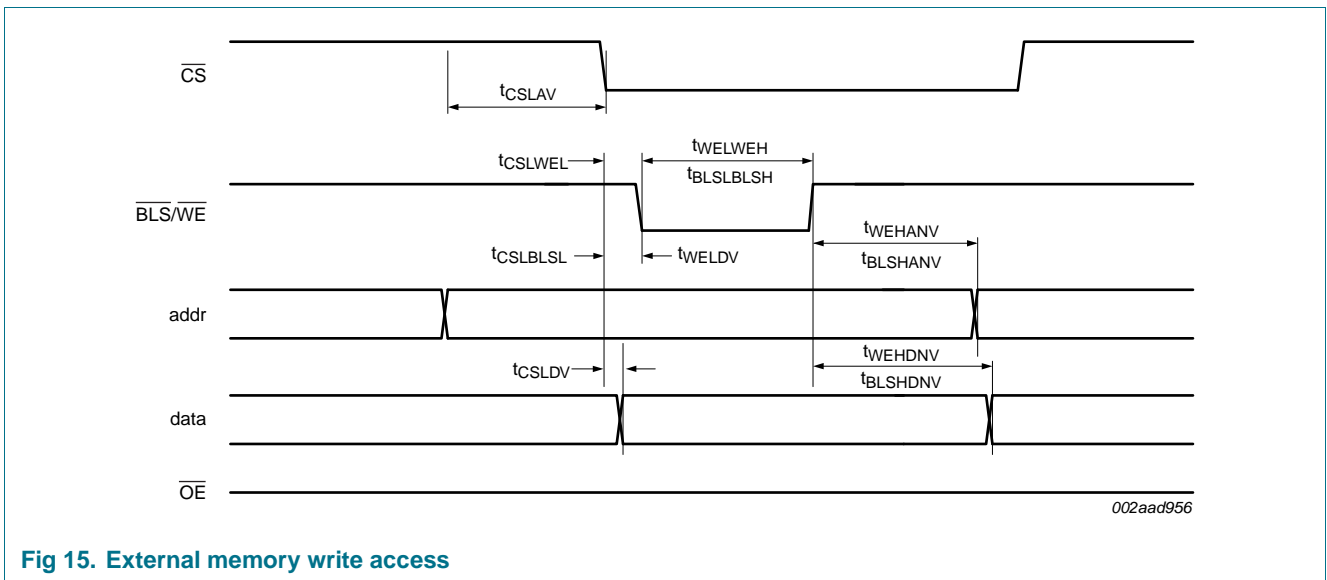 CS
tCSLAV
tCSLWEL
tWELWEH
tBLSLBLSH
BLS/WE
tWEHANV
tCSLBLSL
tWELDV
tBLSHANV
addr
tWEHDNV
tCSLDV
tBLSHDNV
data
OE
002aad956
Fig 15. External memory write access